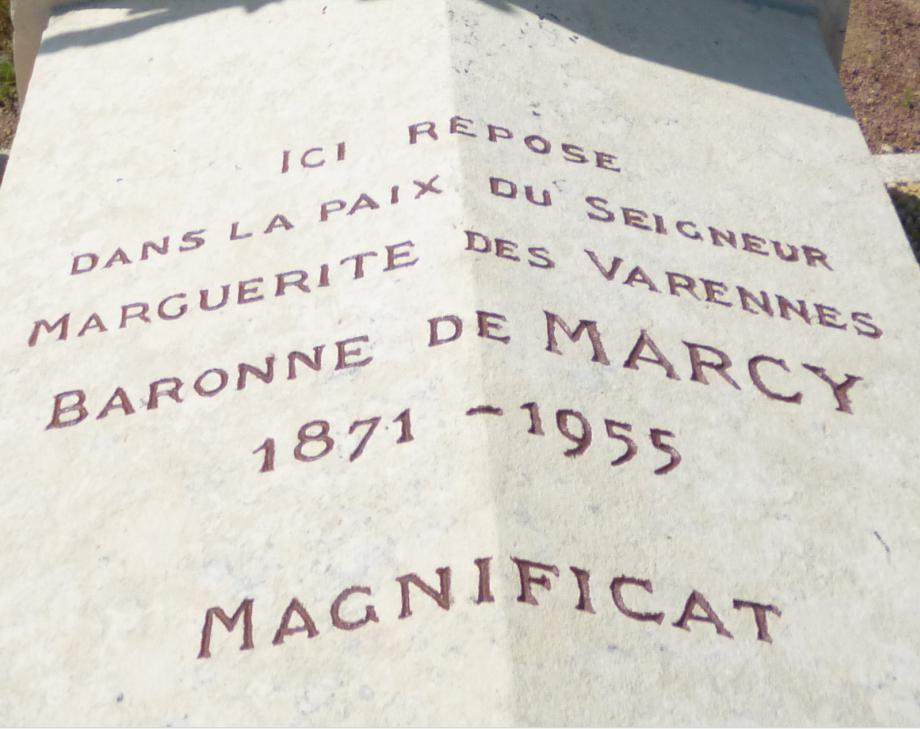 ICI REPOSE
DANS LA PAIX DU SEIGNEUR
MARGUERITE DES VARENNES
BARONNE DE MARCY
1871 - 1955
MAGNIFICAT